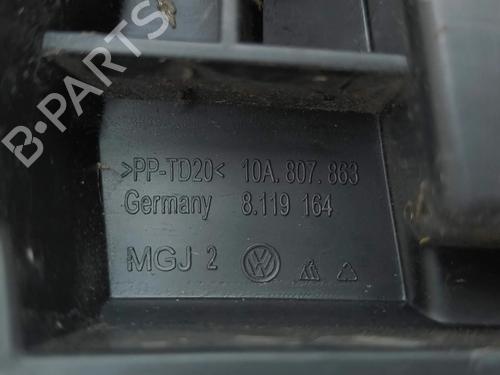 B-PARTS
>PP-TD20< 10A. 807. 863
Germany 8.119 164
MGJ 2